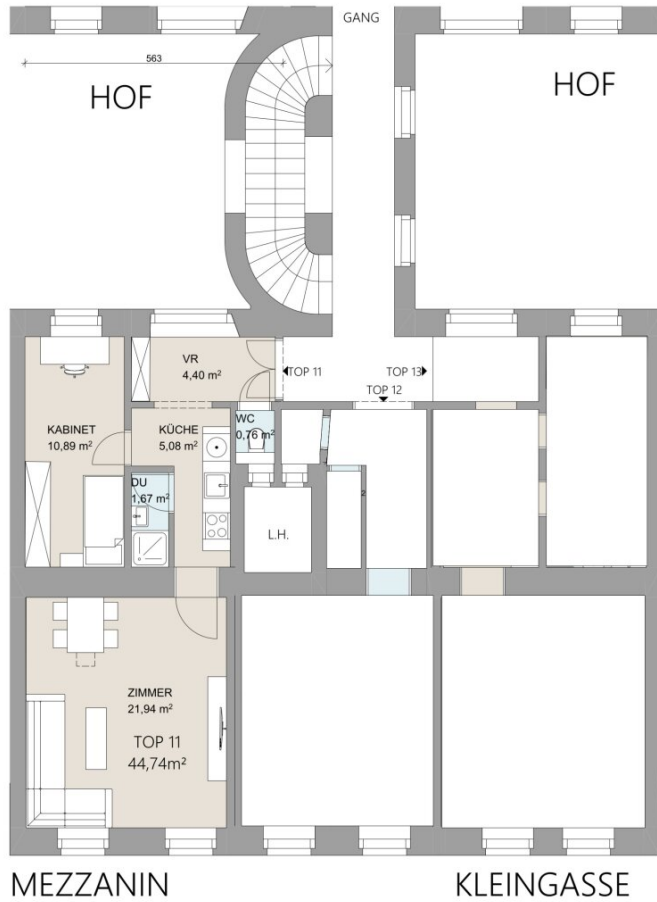 GANG
563
HOF
HOF
VR
4,40 m²
TOP 11
TOP 13
TOP 12
KABINET
10,89 m²
KÜCHE
5,08 m²
WC
0,76 m²
DU
1,67 m²
2
L.H.
ZIMMER
21,94 m²
TOP 11
44,74m²
MEZZANIN
KLEINGASSE